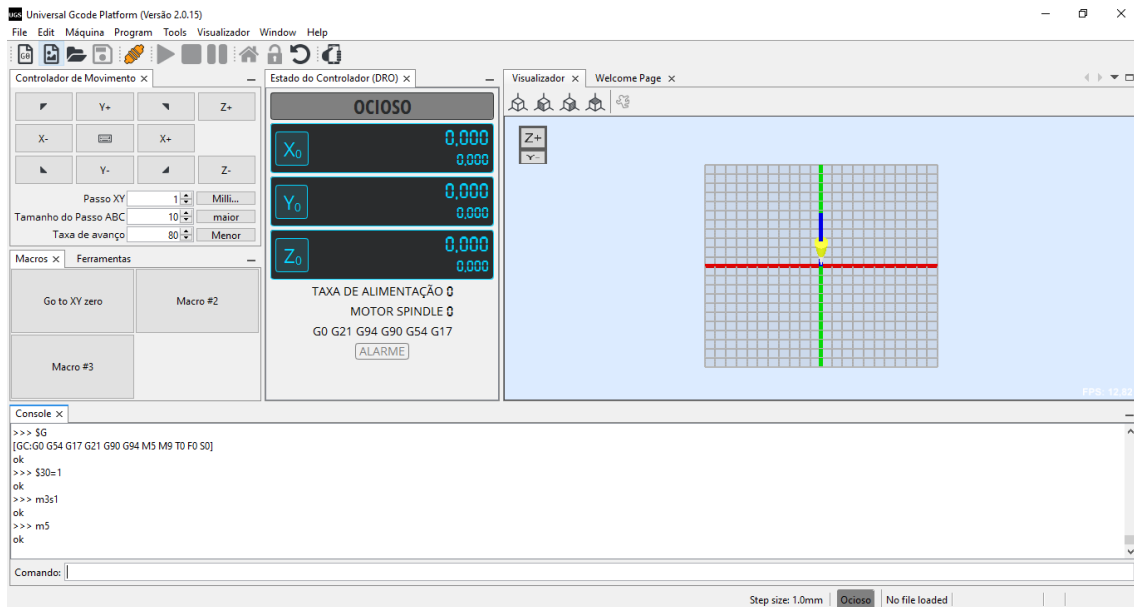 UGS Universal Gcode Platform (Versão 2.0.15)
File Edit Máquina Program Tools Visualizador Window Help
Controlador de Movimento
Y+ Z+
X- X+
Y- Z-
Passo XY 1 Milli...
Tamanho do Passo ABC 10 maior
Taxa de avanço 80 Menor
Macros Ferramentas
Go to XY zero Macro #2
Macro #3
Estado do Controlador (DRO)
OCIOSO
X0 0,000
0,000
Y0 0,000
0,000
Z0 0,000
0,000
TAXA DE ALIMENTAÇÃO 0
MOTOR SPINDLE 0
G0 G21 G94 G90 G54 G17
ALARME
Visualizador Welcome Page
Z+
Y-
FPS: 12.82
Console
>>> $G
[GC:G0 G54 G17 G21 G90 G94 M5 M9 T0 F0 S0]
ok
>>> $30=1
ok
>>> m3s1
ok
>>> m5
ok
Comando:
Step size: 1.0mm Ocioso No file loaded